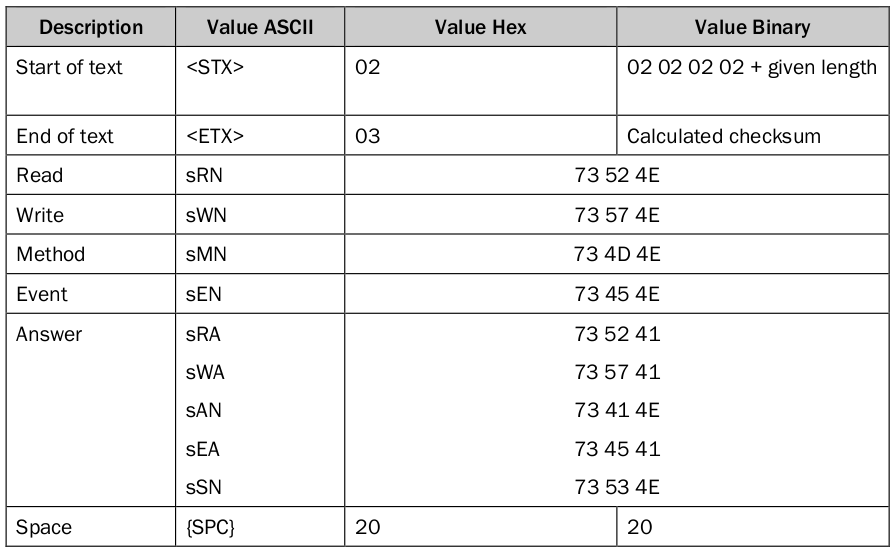 Description Value ASCII Value Hex Value Binary
Start of text <STX> 02 02 02 02 02 + given length
End of text <ETX> 03 Calculated checksum
Read sRN 73 52 4E
Write sWN 73 57 4E
Method sMN 73 4D 4E
Event sEN 73 45 4E
Answer sRA 73 52 41
sWA 73 57 41
sAN 73 41 4E
sEA 73 45 41
sSN 73 53 4E
Space {SPC} 20 20